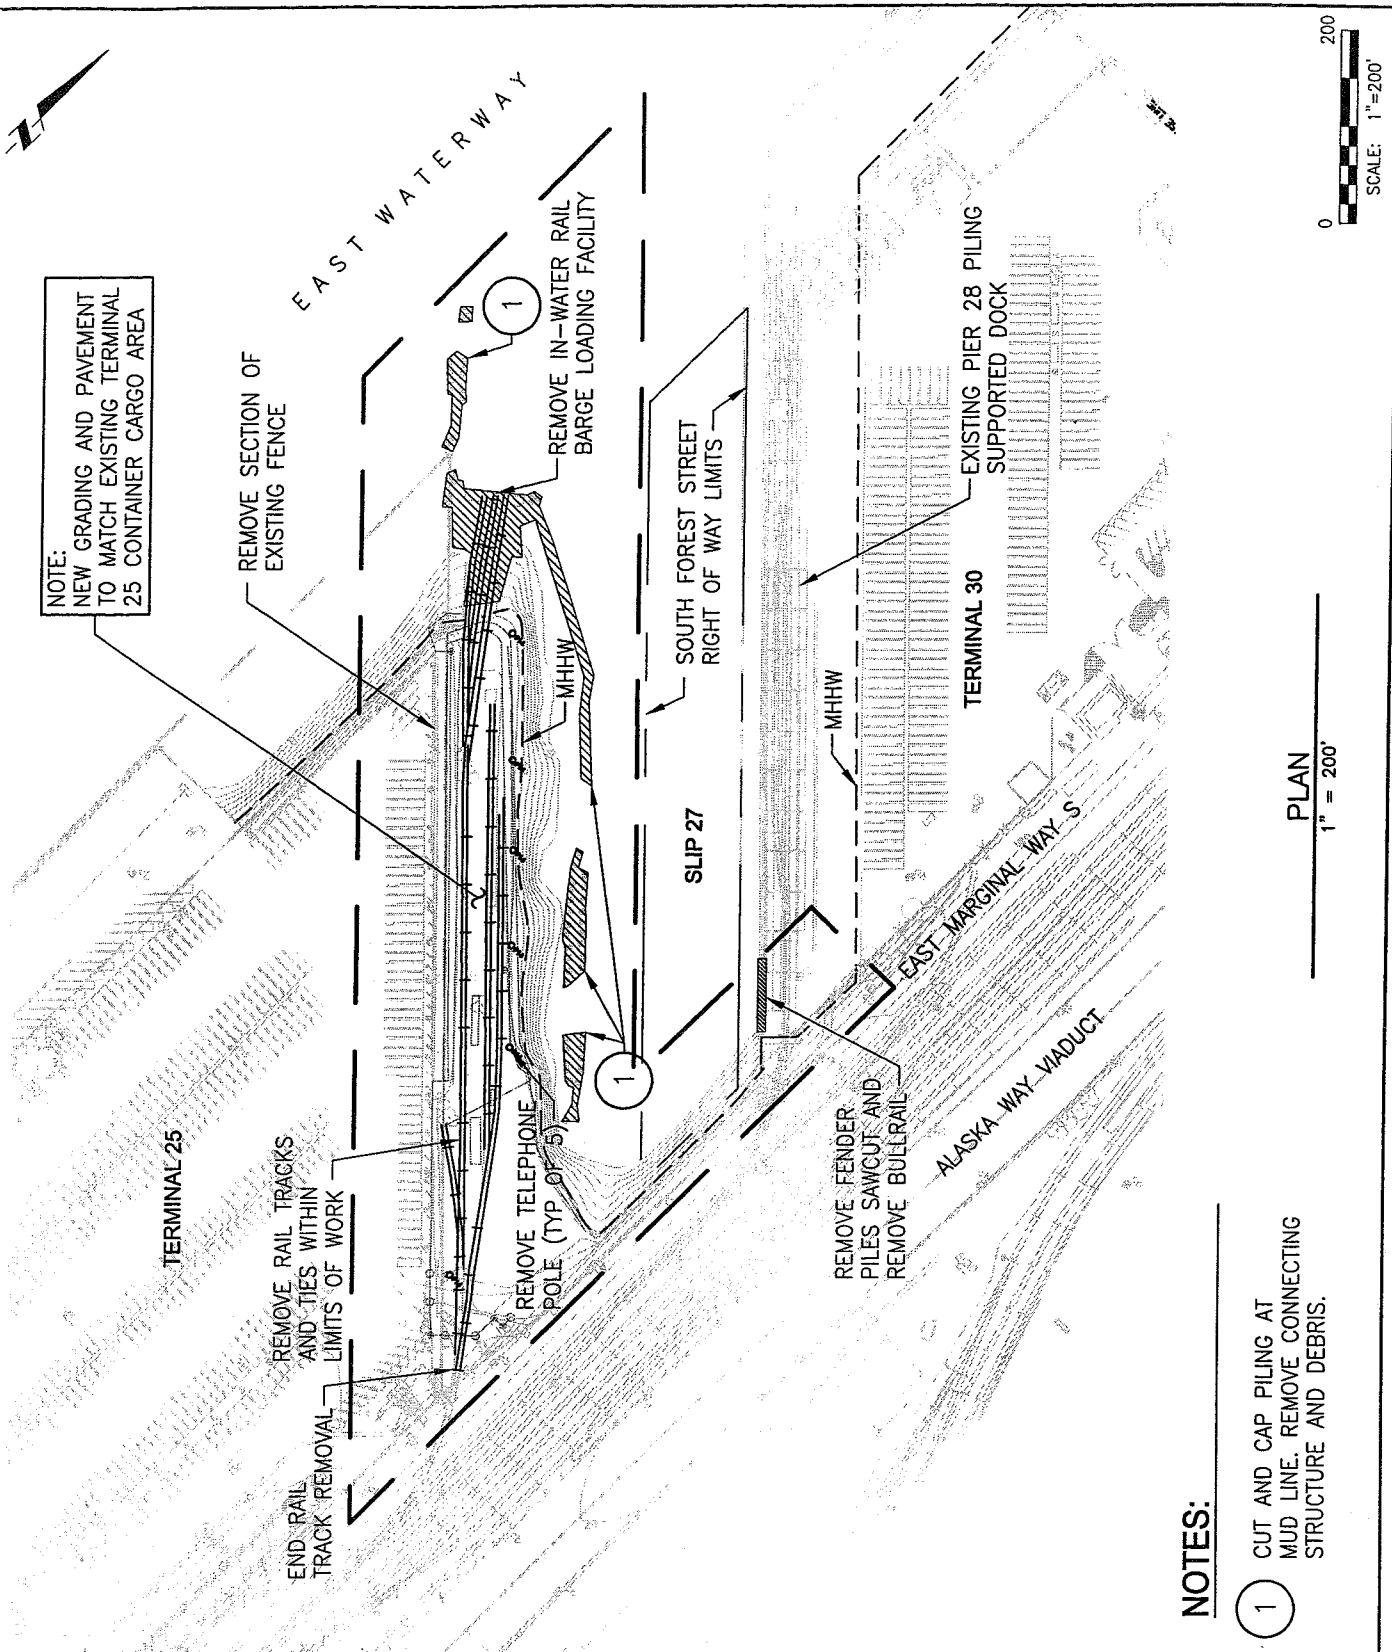 NOTE:
NEW GRADING AND PAVEMENT
TO MATCH EXISTING TERMINAL
25 CONTAINER CARGO AREA
EAST WATERWAY
REMOVE SECTION OF
EXISTING FENCE
1
REMOVE IN-WATER RAIL
BARGE LOADING FACILITY
MHHW
SOUTH FOREST STREET
RIGHT OF WAY LIMITS
EXISTING PIER 28 PILING
SUPPORTED DOCK
TERMINAL 30
MHHW
SLIP 27
EAST MARGINAL WAY S
ALASKA WAY VIADUCT
TERMINAL 25
REMOVE RAIL TRACKS
AND TIES WITHIN
LIMITS OF WORK
END RAIL
TRACK REMOVAL
REMOVE TELEPHONE
POLE (TYP OF 5)
1
REMOVE FENDER
PILES SAWCUT AND
REMOVE BULLRAIL
PLAN
1" = 200'
0 200
SCALE: 1"=200'
NOTES:
1 CUT AND CAP PILING AT
MUD LINE. REMOVE CONNECTING
STRUCTURE AND DEBRIS.